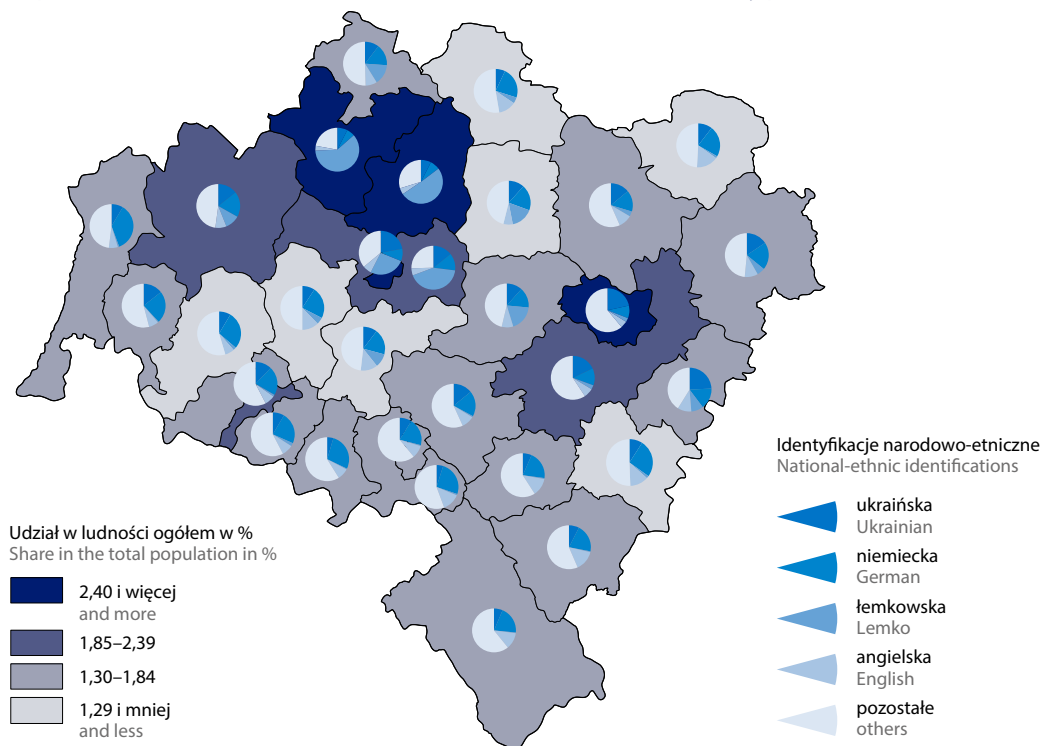 Udział w ludności ogółem w %
Share in the total population in %
2,40 i więcej
and more
1,85–2,39
1,30–1,84
1,29 i mniej
and less
Identyfikacje narodowo-etniczne
National-ethnic identifications
ukraińska
Ukrainian
niemiecka
German
łemkowska
Lemko
angielska
English
pozostałe
others